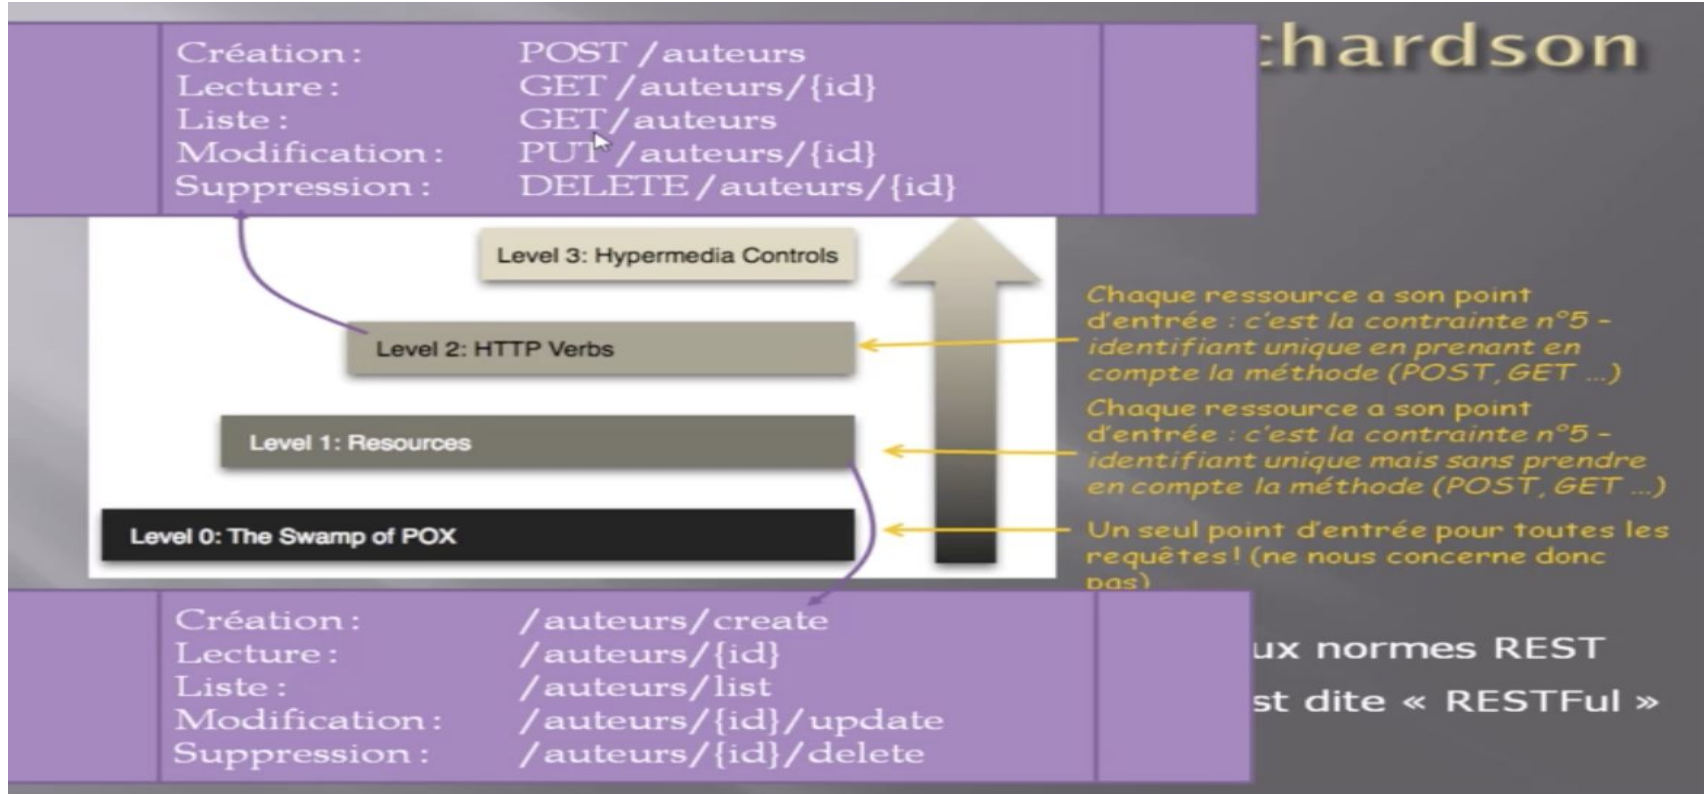 chardson
Création : POST /auteurs
Lecture : GET /auteurs/{id}
Liste : GET /auteurs
Modification : PUT /auteurs/{id}
Suppression : DELETE /auteurs/{id}
Level 3: Hypermedia Controls
Level 2: HTTP Verbs
Level 1: Resources
Level 0: The Swamp of POX
Chaque ressource a son point
d'entrée : c'est la contrainte n°5 –
identifiant unique en prenant en
compte la méthode (POST, GET ...)
Chaque ressource a son point
d'entrée : c'est la contrainte n°5 –
identifiant unique mais sans prendre
en compte la méthode (POST, GET ...)
Un seul point d'entrée pour toutes les
requêtes! (ne nous concerne donc
pas)
Création : /auteurs/create
Lecture : /auteurs/{id}
Liste : /auteurs/list
Modification : /auteurs/{id}/update
Suppression : /auteurs/{id}/delete
ux normes REST
st dite « RESTFul »